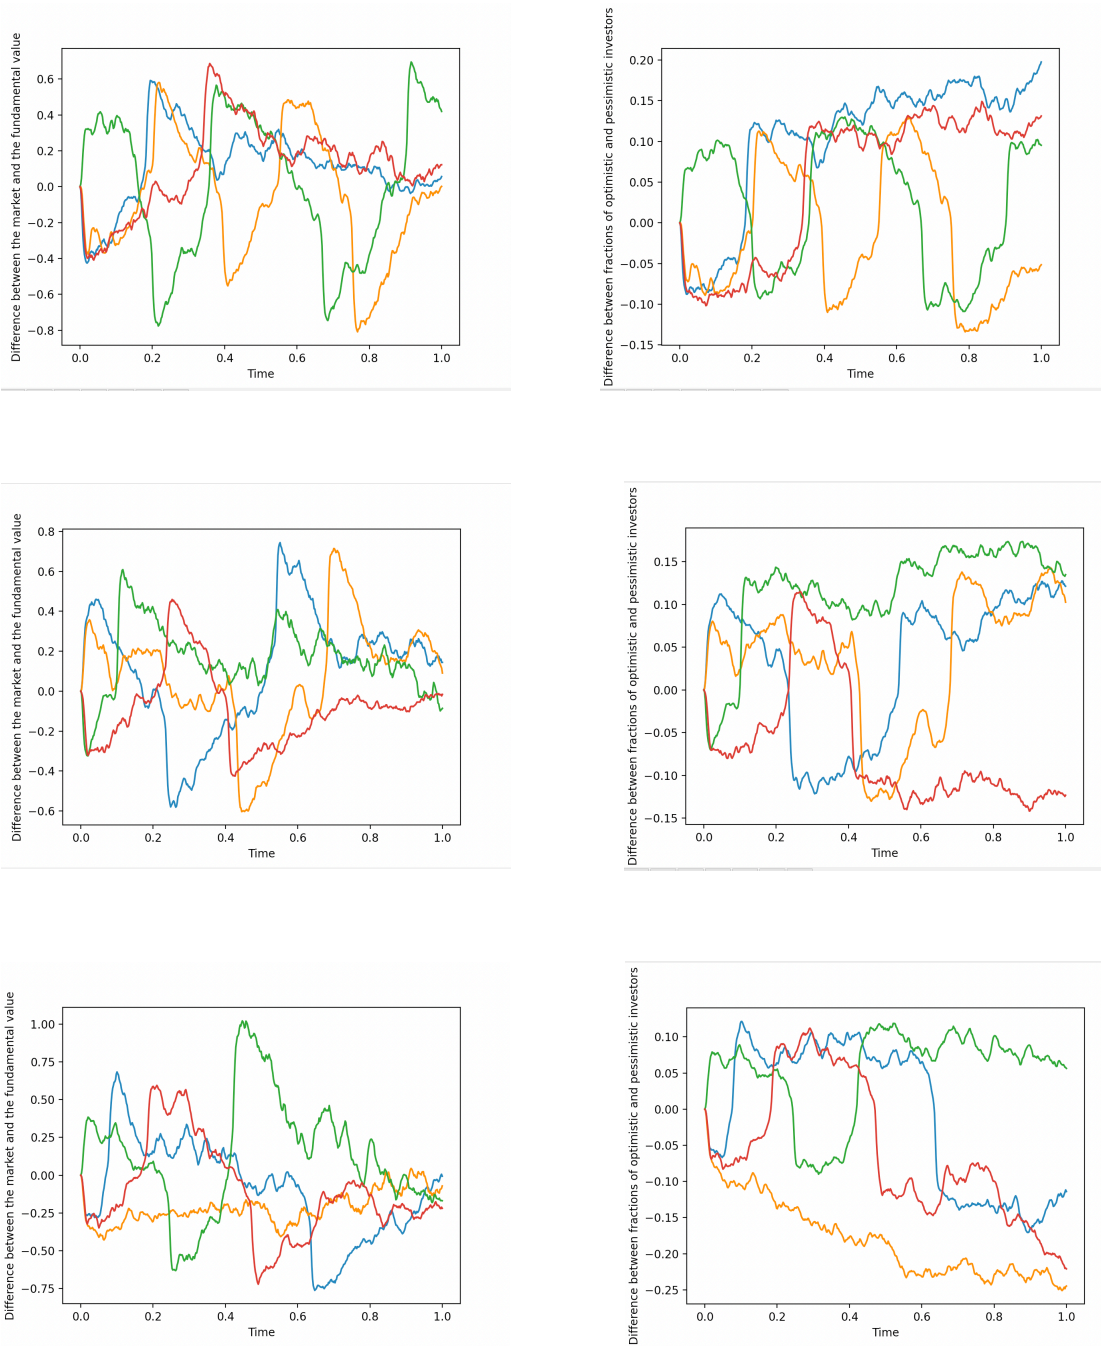 Difference between the market and the fundamental value
0.6
0.4
0.2
0.0
−0.2
−0.4
−0.6
−0.8
0.0 0.2 0.4 0.6 0.8 1.0
Time
Difference between fractions of optimistic and pessimistic investors
0.20
0.15
0.10
0.05
0.00
−0.05
−0.10
−0.15
0.0 0.2 0.4 0.6 0.8 1.0
Time
Difference between the market and the fundamental value
0.8
0.6
0.4
0.2
0.0
−0.2
−0.4
−0.6
0.0 0.2 0.4 0.6 0.8 1.0
Time
Difference between fractions of optimistic and pessimistic investors
0.15
0.10
0.05
0.00
−0.05
−0.10
−0.15
0.0 0.2 0.4 0.6 0.8 1.0
Time
Difference between the market and the fundamental value
1.00
0.75
0.50
0.25
0.00
−0.25
−0.50
−0.75
0.0 0.2 0.4 0.6 0.8 1.0
Time
Difference between fractions of optimistic and pessimistic investors
0.10
0.05
0.00
−0.05
−0.10
−0.15
−0.20
−0.25
0.0 0.2 0.4 0.6 0.8 1.0
Time